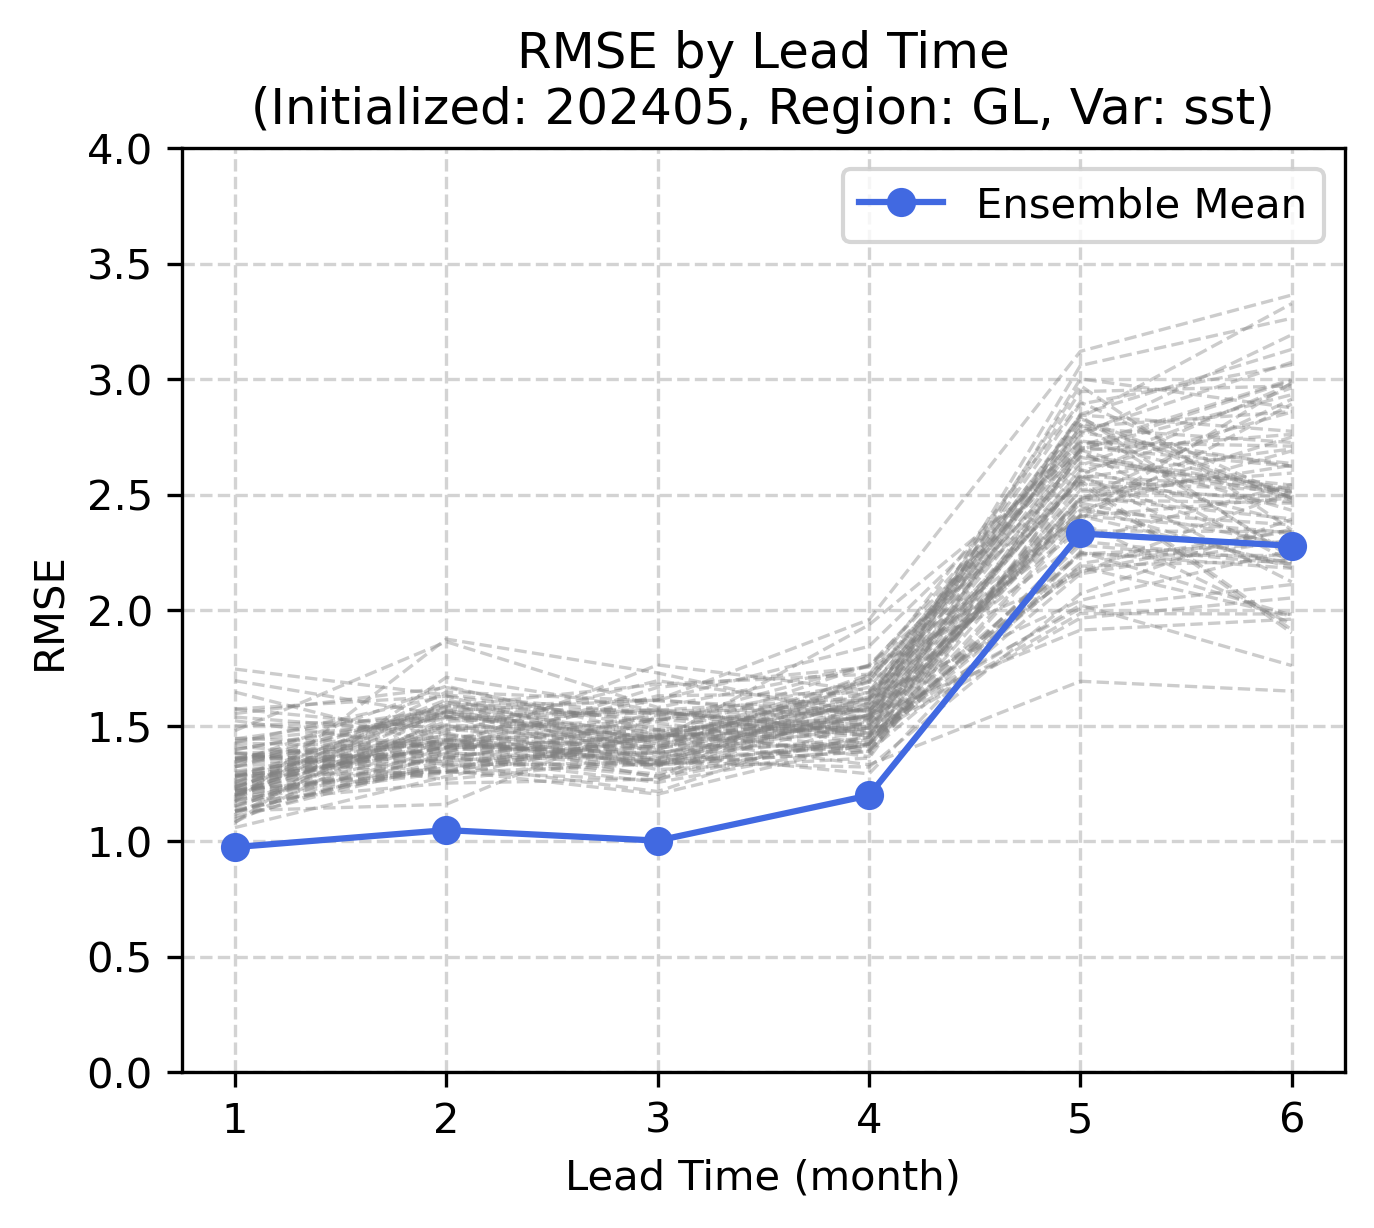 RMSE by Lead Time
(Initialized: 202405, Region: GL, Var: sst)
Ensemble Mean
4.0
3.5
3.0
2.5
2.0
1.5
1.0
0.5
0.0
RMSE
1 2 3 4 5 6
Lead Time (month)